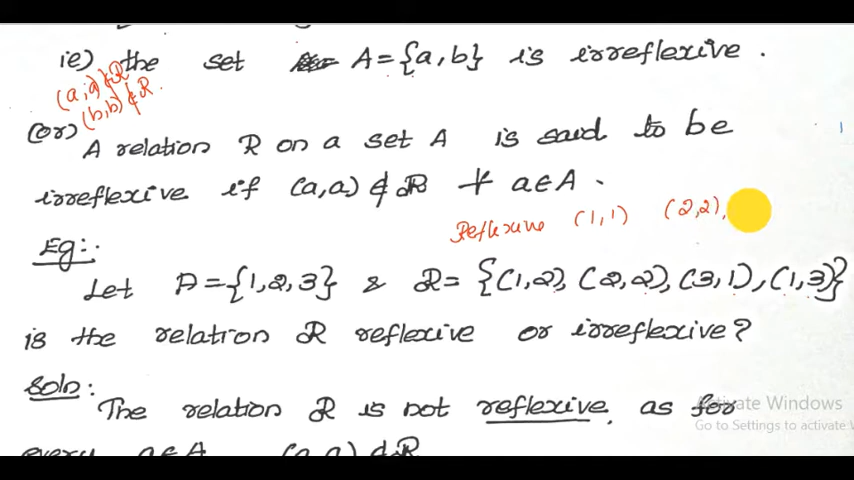 ie) the set A = {a,b} is irreflexive.
(a,a) ∉ R
(b,b) ∉ R.
(or) A relation R on a set A is said to be
irreflexive if (a,a) ∉ R ∀ a∈A.
Reflexive (1,1) (2,2),
Eg:.
Let A = {1,2,3} & R = {(1,2), (2,2), (3,1), (1,3)}
is the relation R reflexive or irreflexive?
Soln:
The relation R is not reflexive, as for
every a∈A (a,a) ∉ R
Activate Windows
Go to Settings to activate